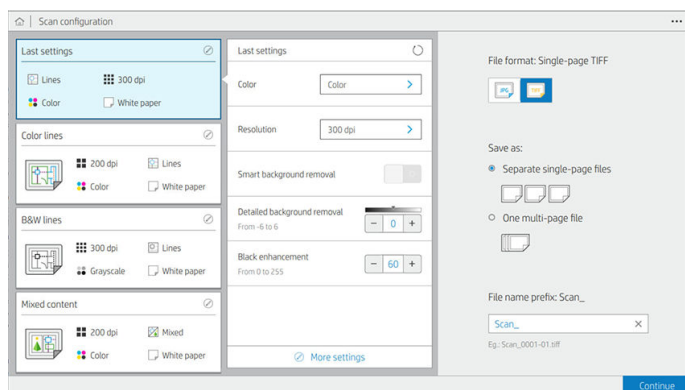 Scan configuration
Last settings
Lines
300 dpi
Color
White paper
Color lines
200 dpi
Lines
Color
White paper
B&W lines
300 dpi
Lines
Grayscale
White paper
Mixed content
200 dpi
Mixed
Color
White paper
Last settings
Color
Color
Resolution
300 dpi
Smart background removal
Detailed background removal
From -6 to 6
- 0 +
Black enhancement
From 0 to 255
- 60 +
More settings
File format: Single-page TIFF
JPG
TIFF
Save as:
Separate single-page files
One multi-page file
File name prefix: Scan_
Scan_
Eg.: Scan_0001-01.tiff
Continue